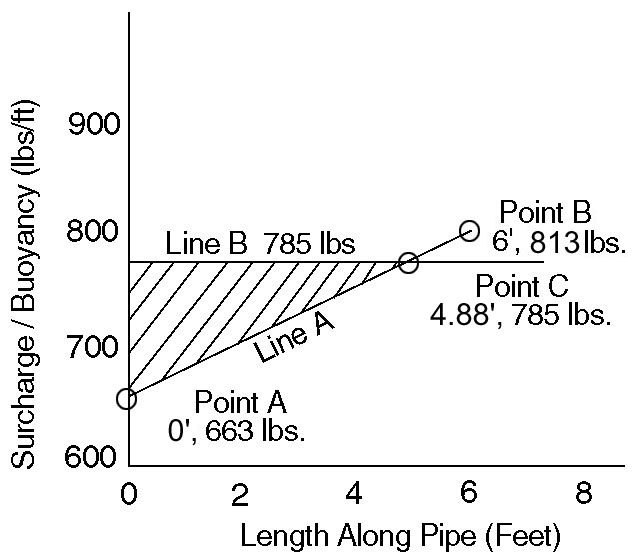 Surcharge / Buoyancy (lbs/ft)
900
800
700
600
Line B 785 lbs
Point B
6', 813 lbs.
Point C
4.88', 785 lbs.
Line A
Point A
0', 663 lbs.
0
2
4
6
8
Length Along Pipe (Feet)